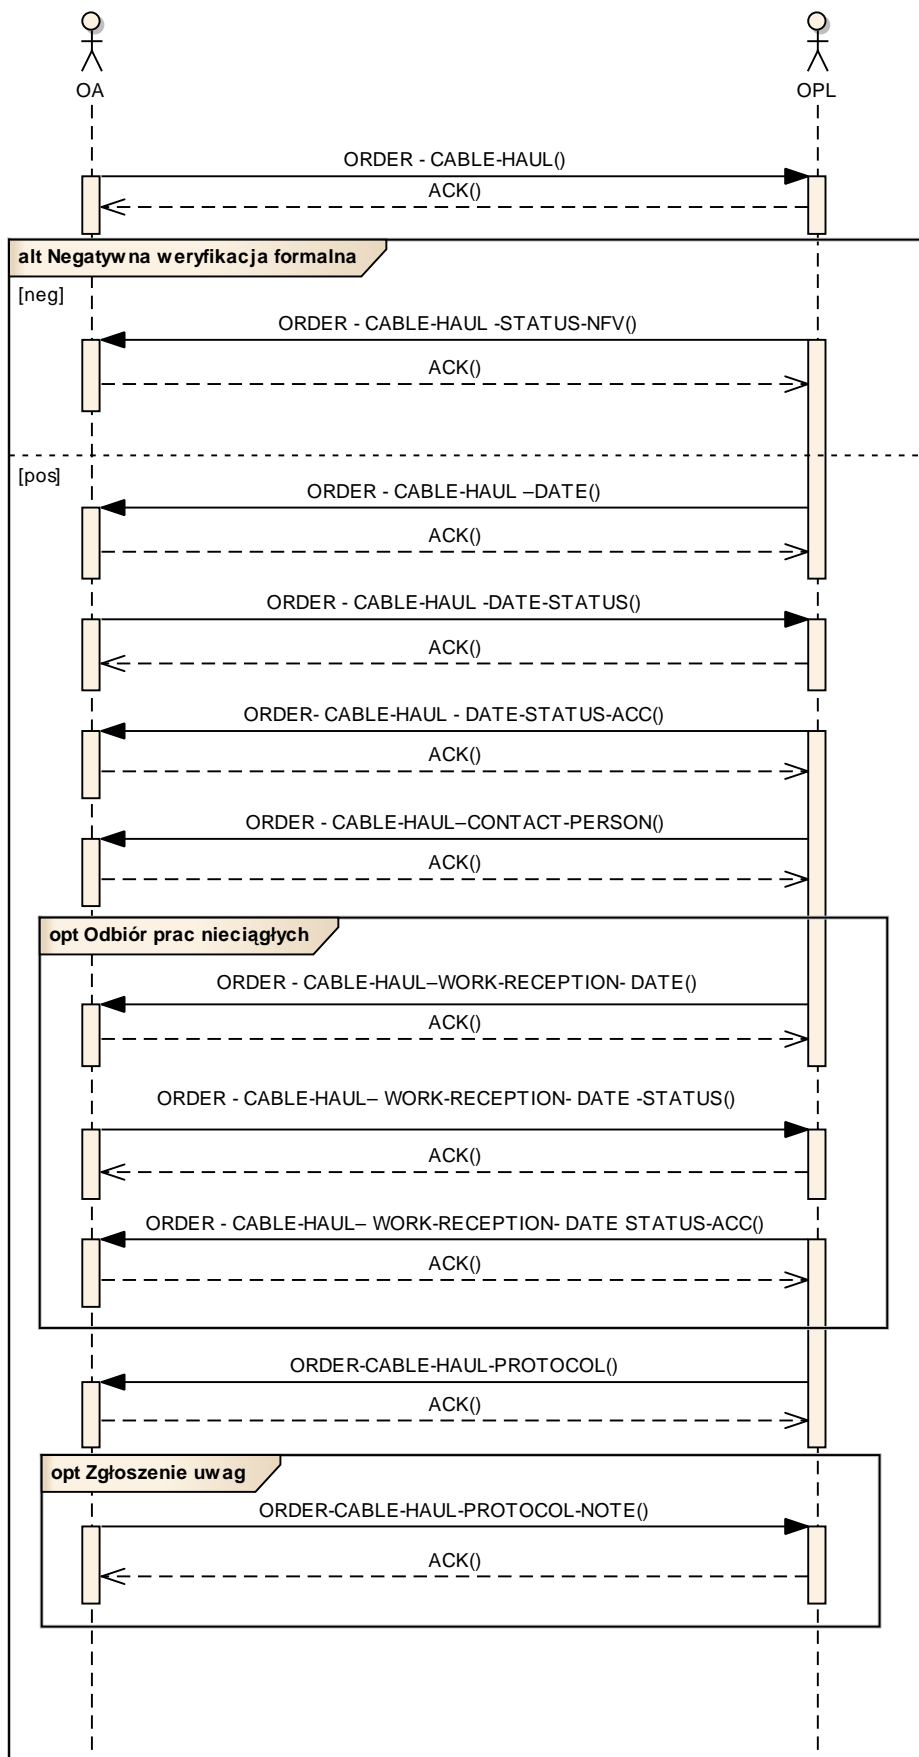 OA
OPL
ORDER - CABLE-HAUL()
ACK()
alt Negatywna weryfikacja formalna
[neg]
ORDER - CABLE-HAUL -STATUS-NFV()
ACK()
[pos]
ORDER - CABLE-HAUL –DATE()
ACK()
ORDER - CABLE-HAUL -DATE-STATUS()
ACK()
ORDER- CABLE-HAUL - DATE-STATUS-ACC()
ACK()
ORDER - CABLE-HAUL–CONTACT-PERSON()
ACK()
opt Odbiór prac nieciągłych
ORDER - CABLE-HAUL–WORK-RECEPTION- DATE()
ACK()
ORDER - CABLE-HAUL– WORK-RECEPTION- DATE -STATUS()
ACK()
ORDER - CABLE-HAUL– WORK-RECEPTION- DATE STATUS-ACC()
ACK()
ORDER-CABLE-HAUL-PROTOCOL()
ACK()
opt Zgłoszenie uwag
ORDER-CABLE-HAUL-PROTOCOL-NOTE()
ACK()